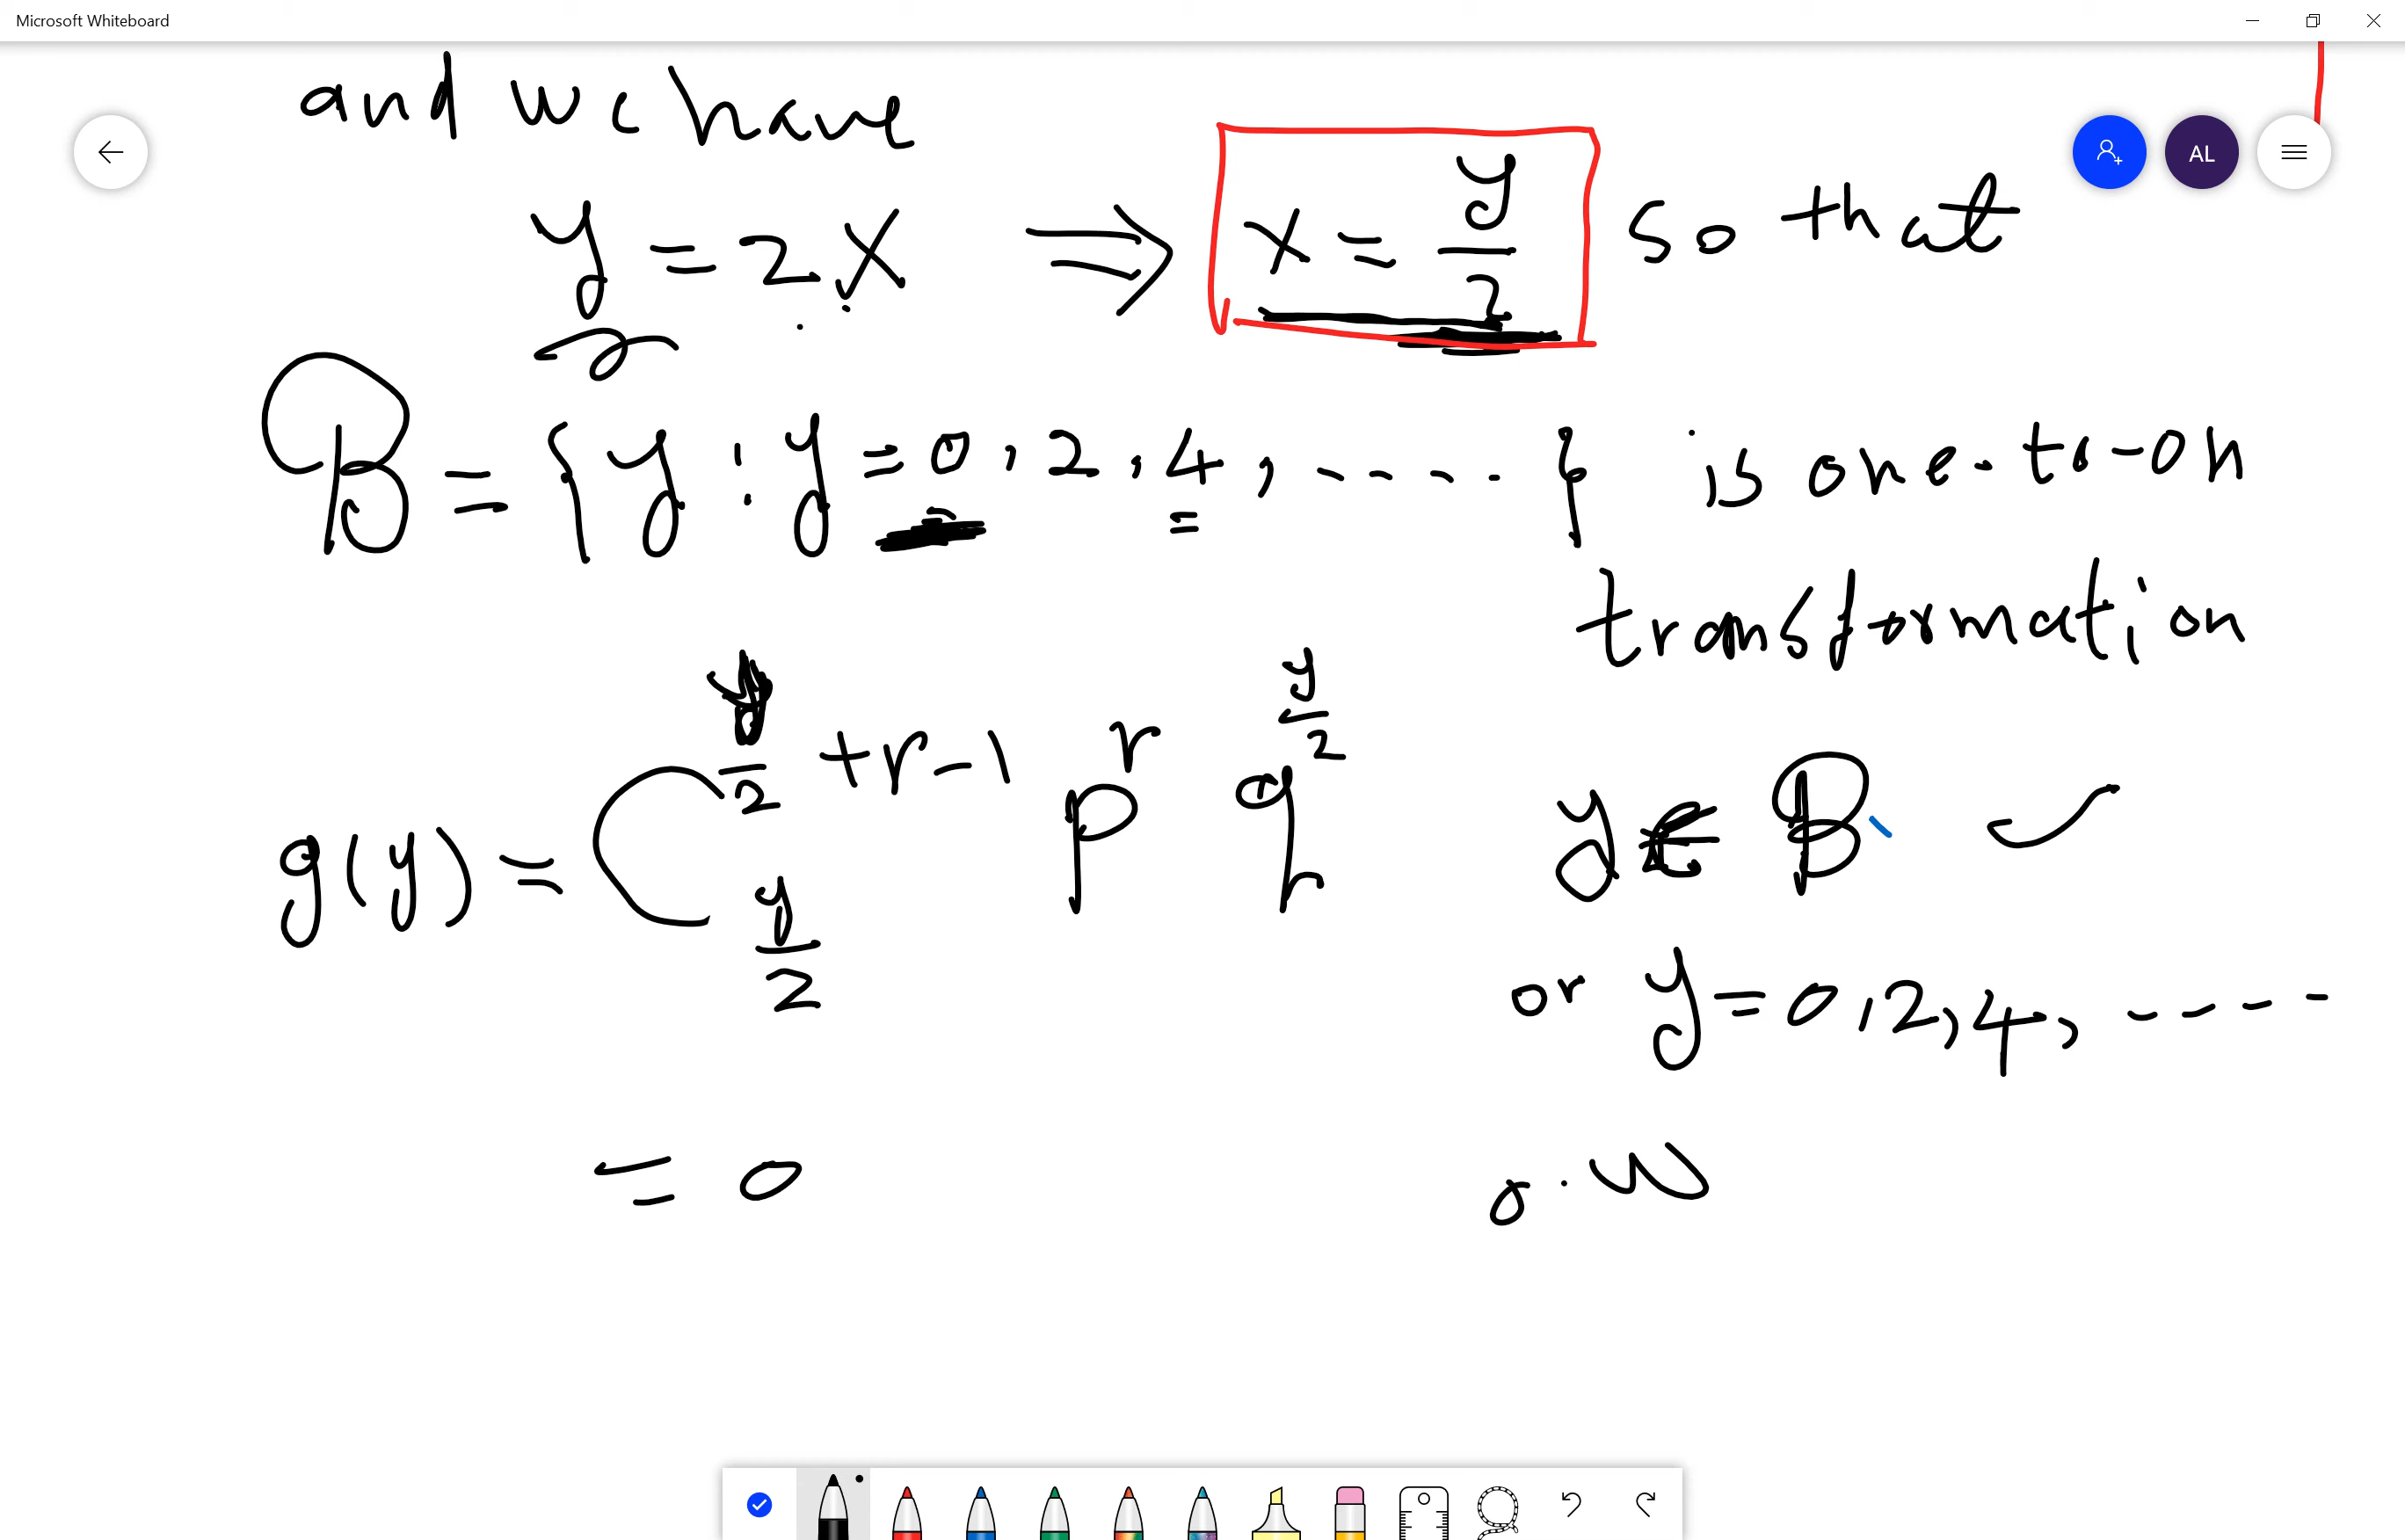 Microsoft Whiteboard
and we have
AL
y = 2X ⇒ x = y/2 so that
B = {y : y = 0, 2, 4, ----- } is one-to-on
transformation
g(y) = C^{y/2 + r - 1}_{y/2} p^r q^{y/2} y ∈ B ✓
or y = 0, 2, 4, -----
= 0 o.w